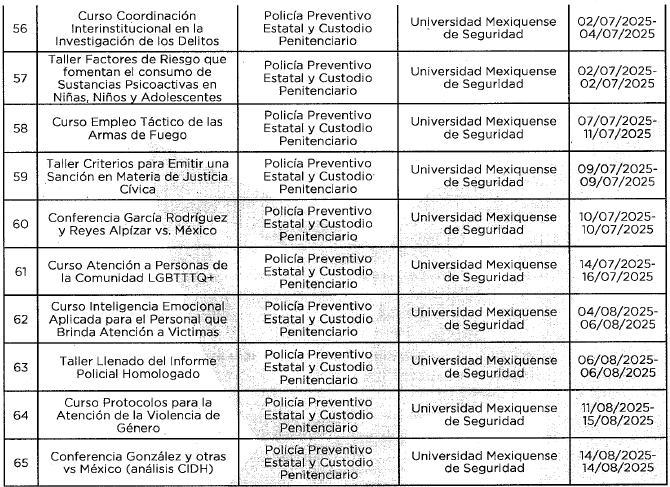 56
Curso Coordinación
Interinstitucional en la
Investigación de los Delitos
Policía Preventivo
Estatal y Custodio
Penitenciario
Universidad Mexiquense
de Seguridad
02/07/2025-
04/07/2025
57
Taller Factores de Riesgo que
fomentan el consumo de
Sustancias Psicoactivas en
Niñas, Niños y Adolescentes
Policía Preventivo
Estatal y Custodio
Penitenciario
Universidad Mexiquense
de Seguridad
02/07/2025-
02/07/2025
58
Curso Empleo Táctico de las
Armas de Fuego
Policía Preventivo
Estatal y Custodio
Penitenciario
Universidad Mexiquense
de Seguridad
07/07/2025-
11/07/2025
59
Taller Criterios para Emitir una
Sanción en Materia de Justicia
Cívica
Policía Preventivo
Estatal y Custodio
Penitenciario
Universidad Mexiquense
de Seguridad
09/07/2025-
09/07/2025
60
Conferencia García Rodríguez
y Reyes Alpízar vs. México
Policía Preventivo
Estatal y Custodio
Penitenciario
Universidad Mexiquense
de Seguridad
10/07/2025-
10/07/2025
61
Curso Atención a Personas de
la Comunidad LGBTTTQ+
Policía Preventivo
Estatal y Custodio
Penitenciario
Universidad Mexiquense
de Seguridad
14/07/2025-
16/07/2025
62
Curso Inteligencia Emocional
Aplicada para el Personal que
Brinda Atención a Victimas
Policía Preventivo
Estatal y Custodio
Penitenciario
Universidad Mexiquense
de Seguridad
04/08/2025-
06/08/2025
63
Taller Llenado del Informe
Policial Homologado
Policía Preventivo
Estatal y Custodio
Penitenciario
Universidad Mexiquense
de Seguridad
06/08/2025-
06/08/2025
64
Curso Protocolos para la
Atención de la Violencia de
Género
Policía Preventivo
Estatal y Custodio
Penitenciario
Universidad Mexiquense
de Seguridad
11/08/2025-
15/08/2025
65
Conferencia González y otras
vs México (análisis CIDH)
Policía Preventivo
Estatal y Custodio
Penitenciario
Universidad Mexiquense
de Seguridad
14/08/2025-
14/08/2025